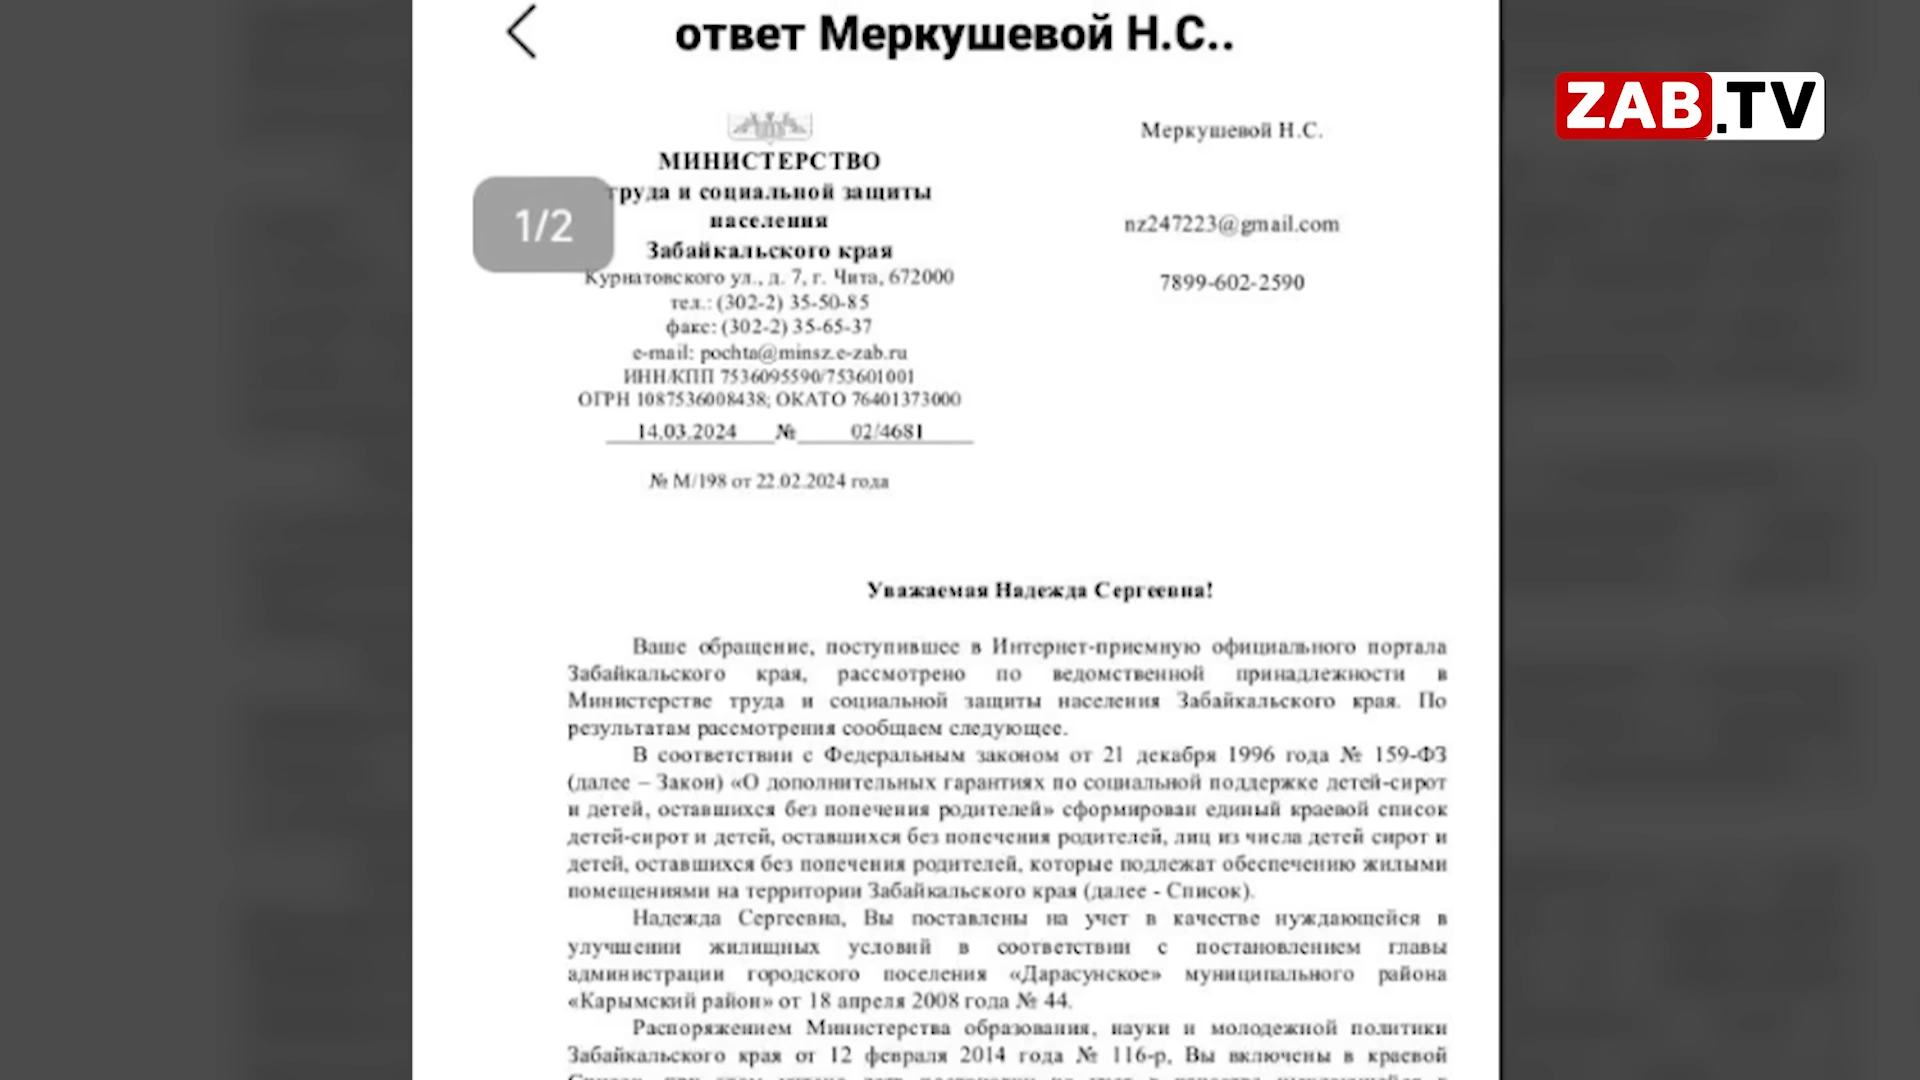 ответ Меркушевой Н.С..
ZAB.TV
1/2
МИНИСТЕРСТВО
труда и социальной защиты
населения
Забайкальского края
Курнатовского ул., д. 7, г. Чита, 672000
тел.: (302-2) 35-50-85
факс: (302-2) 35-65-37
e-mail: pochta@minsz.e-zab.ru
ИНН/КПП 7536095590/753601001
ОГРН 1087536008438; ОКАТО 76401373000
14.03.2024 № 02/4681
№ М/198 от 22.02.2024 года
Меркушевой Н.С.
nz247223@gmail.com
7899-602-2590
Уважаемая Надежда Сергеевна!
Ваше обращение, поступившее в Интернет-приемную официального портала
Забайкальского края, рассмотрено по ведомственной принадлежности в
Министерстве труда и социальной защиты населения Забайкальского края. По
результатам рассмотрения сообщаем следующее.
В соответствии с Федеральным законом от 21 декабря 1996 года № 159-ФЗ
(далее – Закон) «О дополнительных гарантиях по социальной поддержке детей-сирот
и детей, оставшихся без попечения родителей» сформирован единый краевой список
детей-сирот и детей, оставшихся без попечения родителей, лиц из числа детей сирот и
детей, оставшихся без попечения родителей, которые подлежат обеспечению жилыми
помещениями на территории Забайкальского края (далее - Список).
Надежда Сергеевна, Вы поставлены на учет в качестве нуждающейся в
улучшении жилищных условий в соответствии с постановлением главы
администрации городского поселения «Дарасунское» муниципального района
«Карымский район» от 18 апреля 2008 года № 44.
Распоряжением Министерства образования, науки и молодежной политики
Забайкальского края от 12 февраля 2014 года № 116-р, Вы включены в краевой